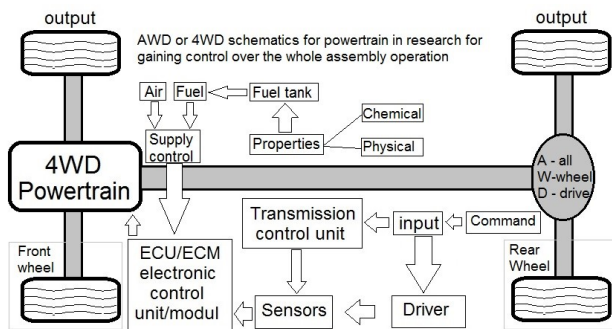 output
output
AWD or 4WD schematics for powertrain in research for
gaining control over the whole assembly operation
Air
Fuel
Fuel tank
Chemical
Supply
control
Properties
Physical
4WD
Powertrain
A - all
W-wheel
D - drive
Transmission
control unit
input
Command
Front
wheel
ECU/ECM
electronic
control
unit/modul
Sensors
Driver
Rear
Wheel